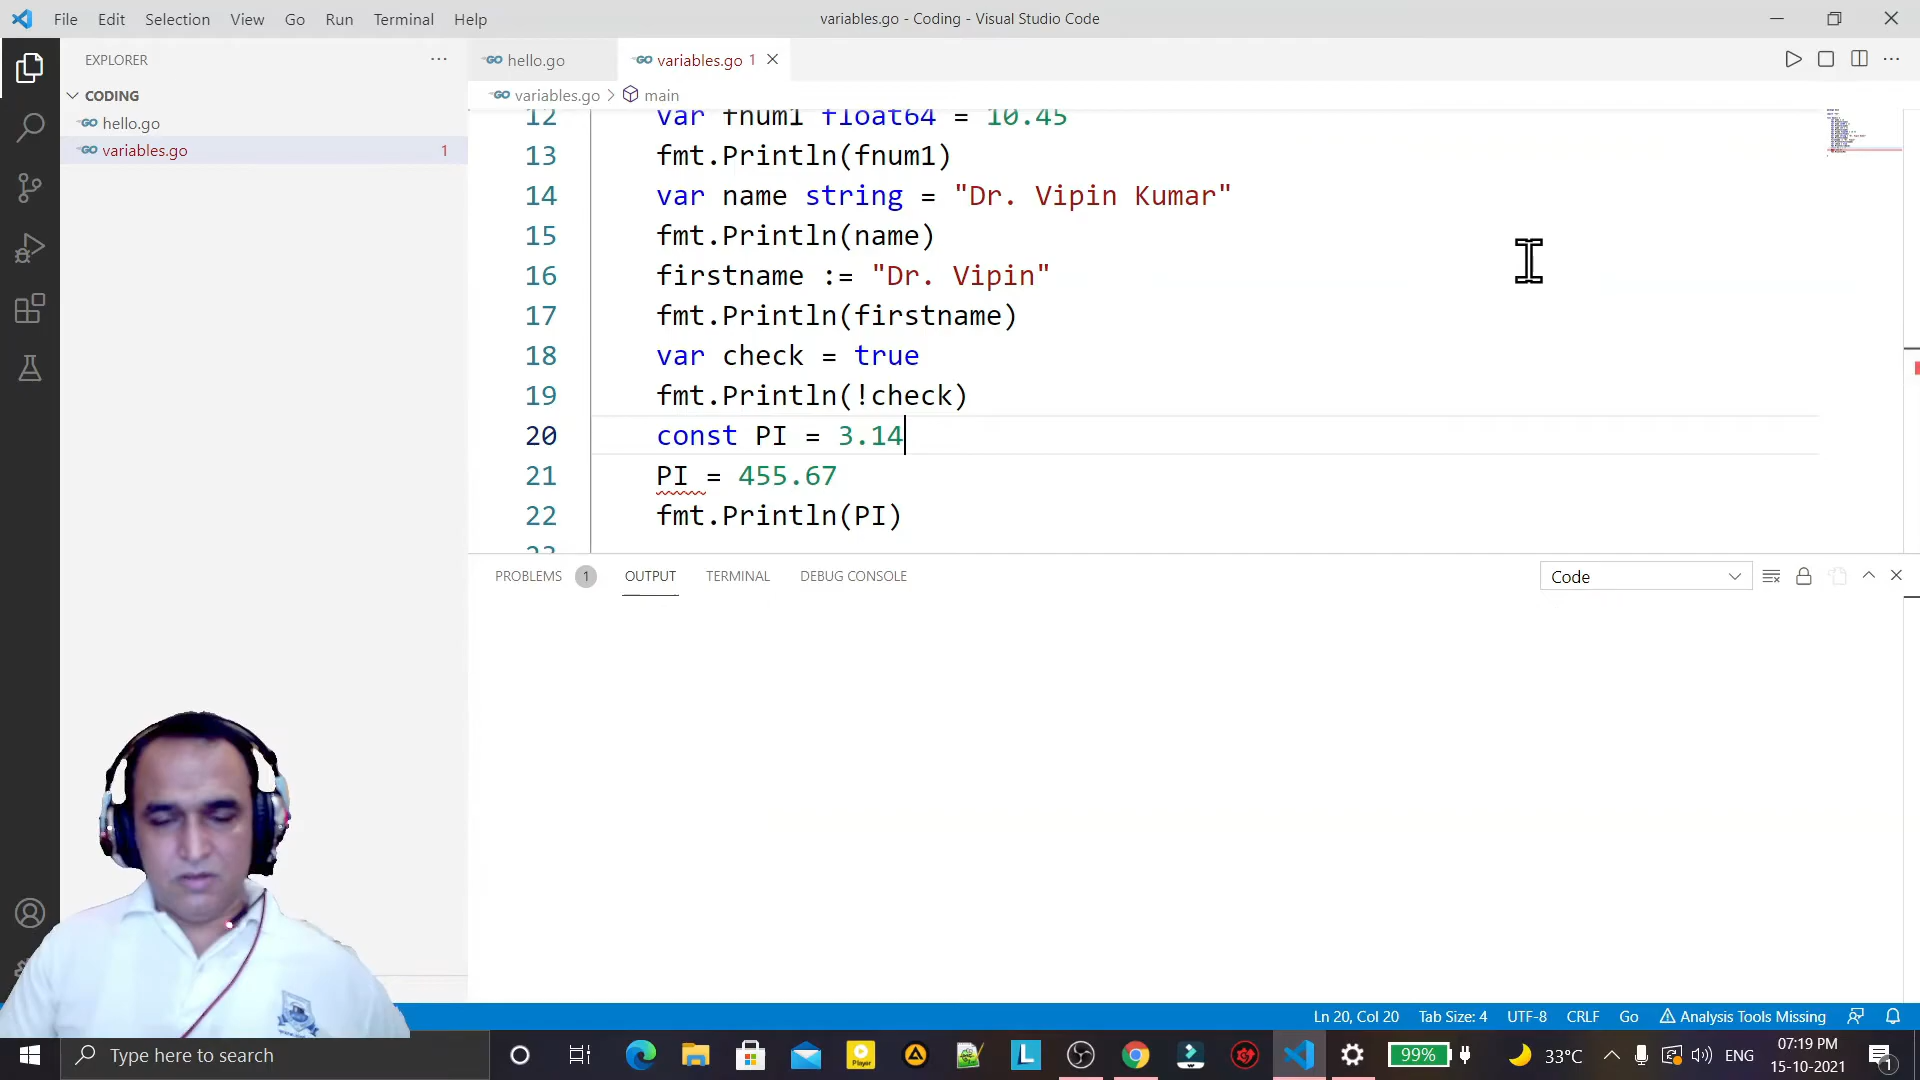 File Edit Selection View Go Run Terminal Help
variables.go - Coding - Visual Studio Code
EXPLORER
CODING
hello.go
variables.go 1
hello.go
variables.go 1
variables.go > main
12 var fnum1 float64 = 10.45
13 fmt.Println(fnum1)
14 var name string = "Dr. Vipin Kumar"
15 fmt.Println(name)
16 firstname := "Dr. Vipin"
17 fmt.Println(firstname)
18 var check = true
19 fmt.Println(!check)
20 const PI = 3.14
21 PI = 455.67
22 fmt.Println(PI)
23
PROBLEMS 1 OUTPUT TERMINAL DEBUG CONSOLE
Code
Ln 20, Col 20 Tab Size: 4 UTF-8 CRLF Go Analysis Tools Missing
Type here to search
99%
33°C
ENG
07:19 PM
15-10-2021
1